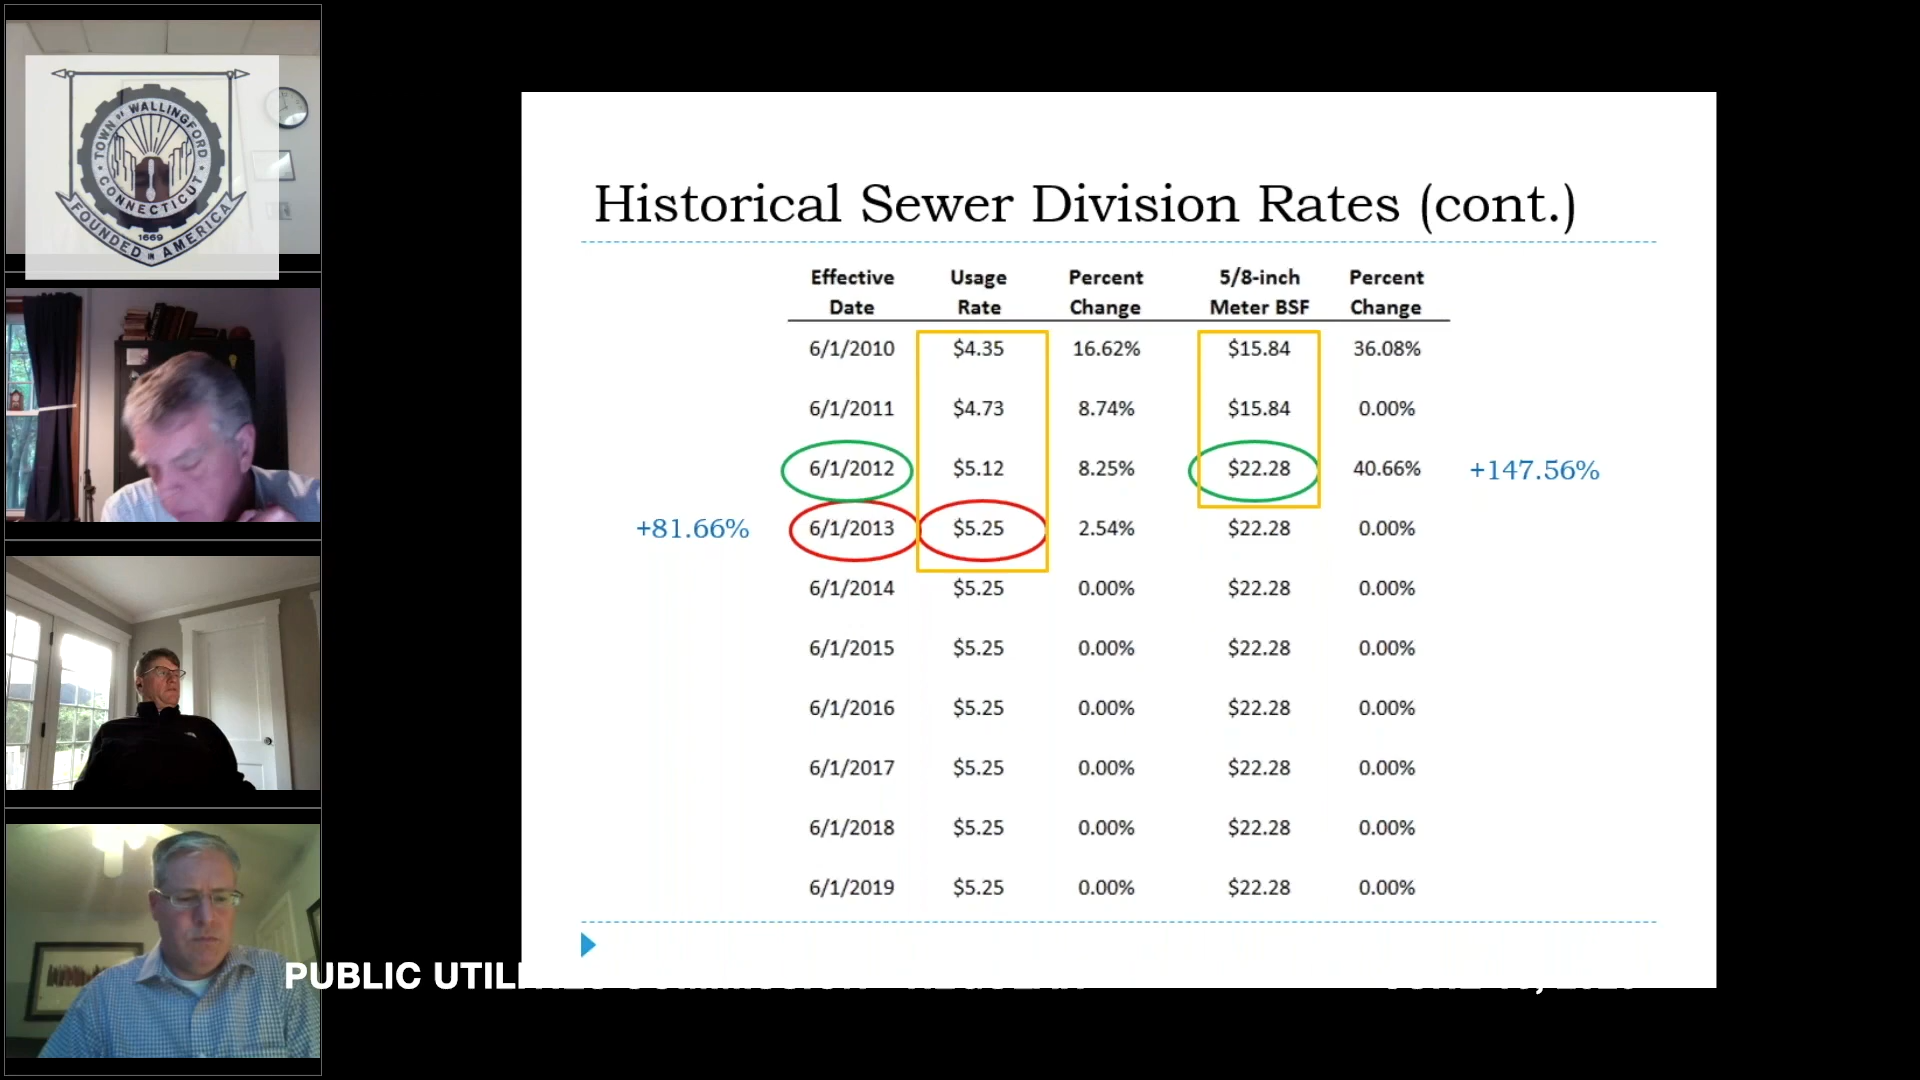 TOWN OF WALLINGFORD
CONNECTICUT
1669
FOUNDED IN AMERICA
Historical Sewer Division Rates (cont.)
Effective Date Usage Rate Percent Change 5/8-inch Meter BSF Percent Change
6/1/2010 $4.35 16.62% $15.84 36.08%
6/1/2011 $4.73 8.74% $15.84 0.00%
6/1/2012 $5.12 8.25% $22.28 40.66% +147.56%
+81.66% 6/1/2013 $5.25 2.54% $22.28 0.00%
6/1/2014 $5.25 0.00% $22.28 0.00%
6/1/2015 $5.25 0.00% $22.28 0.00%
6/1/2016 $5.25 0.00% $22.28 0.00%
6/1/2017 $5.25 0.00% $22.28 0.00%
6/1/2018 $5.25 0.00% $22.28 0.00%
6/1/2019 $5.25 0.00% $22.28 0.00%
PUBLIC